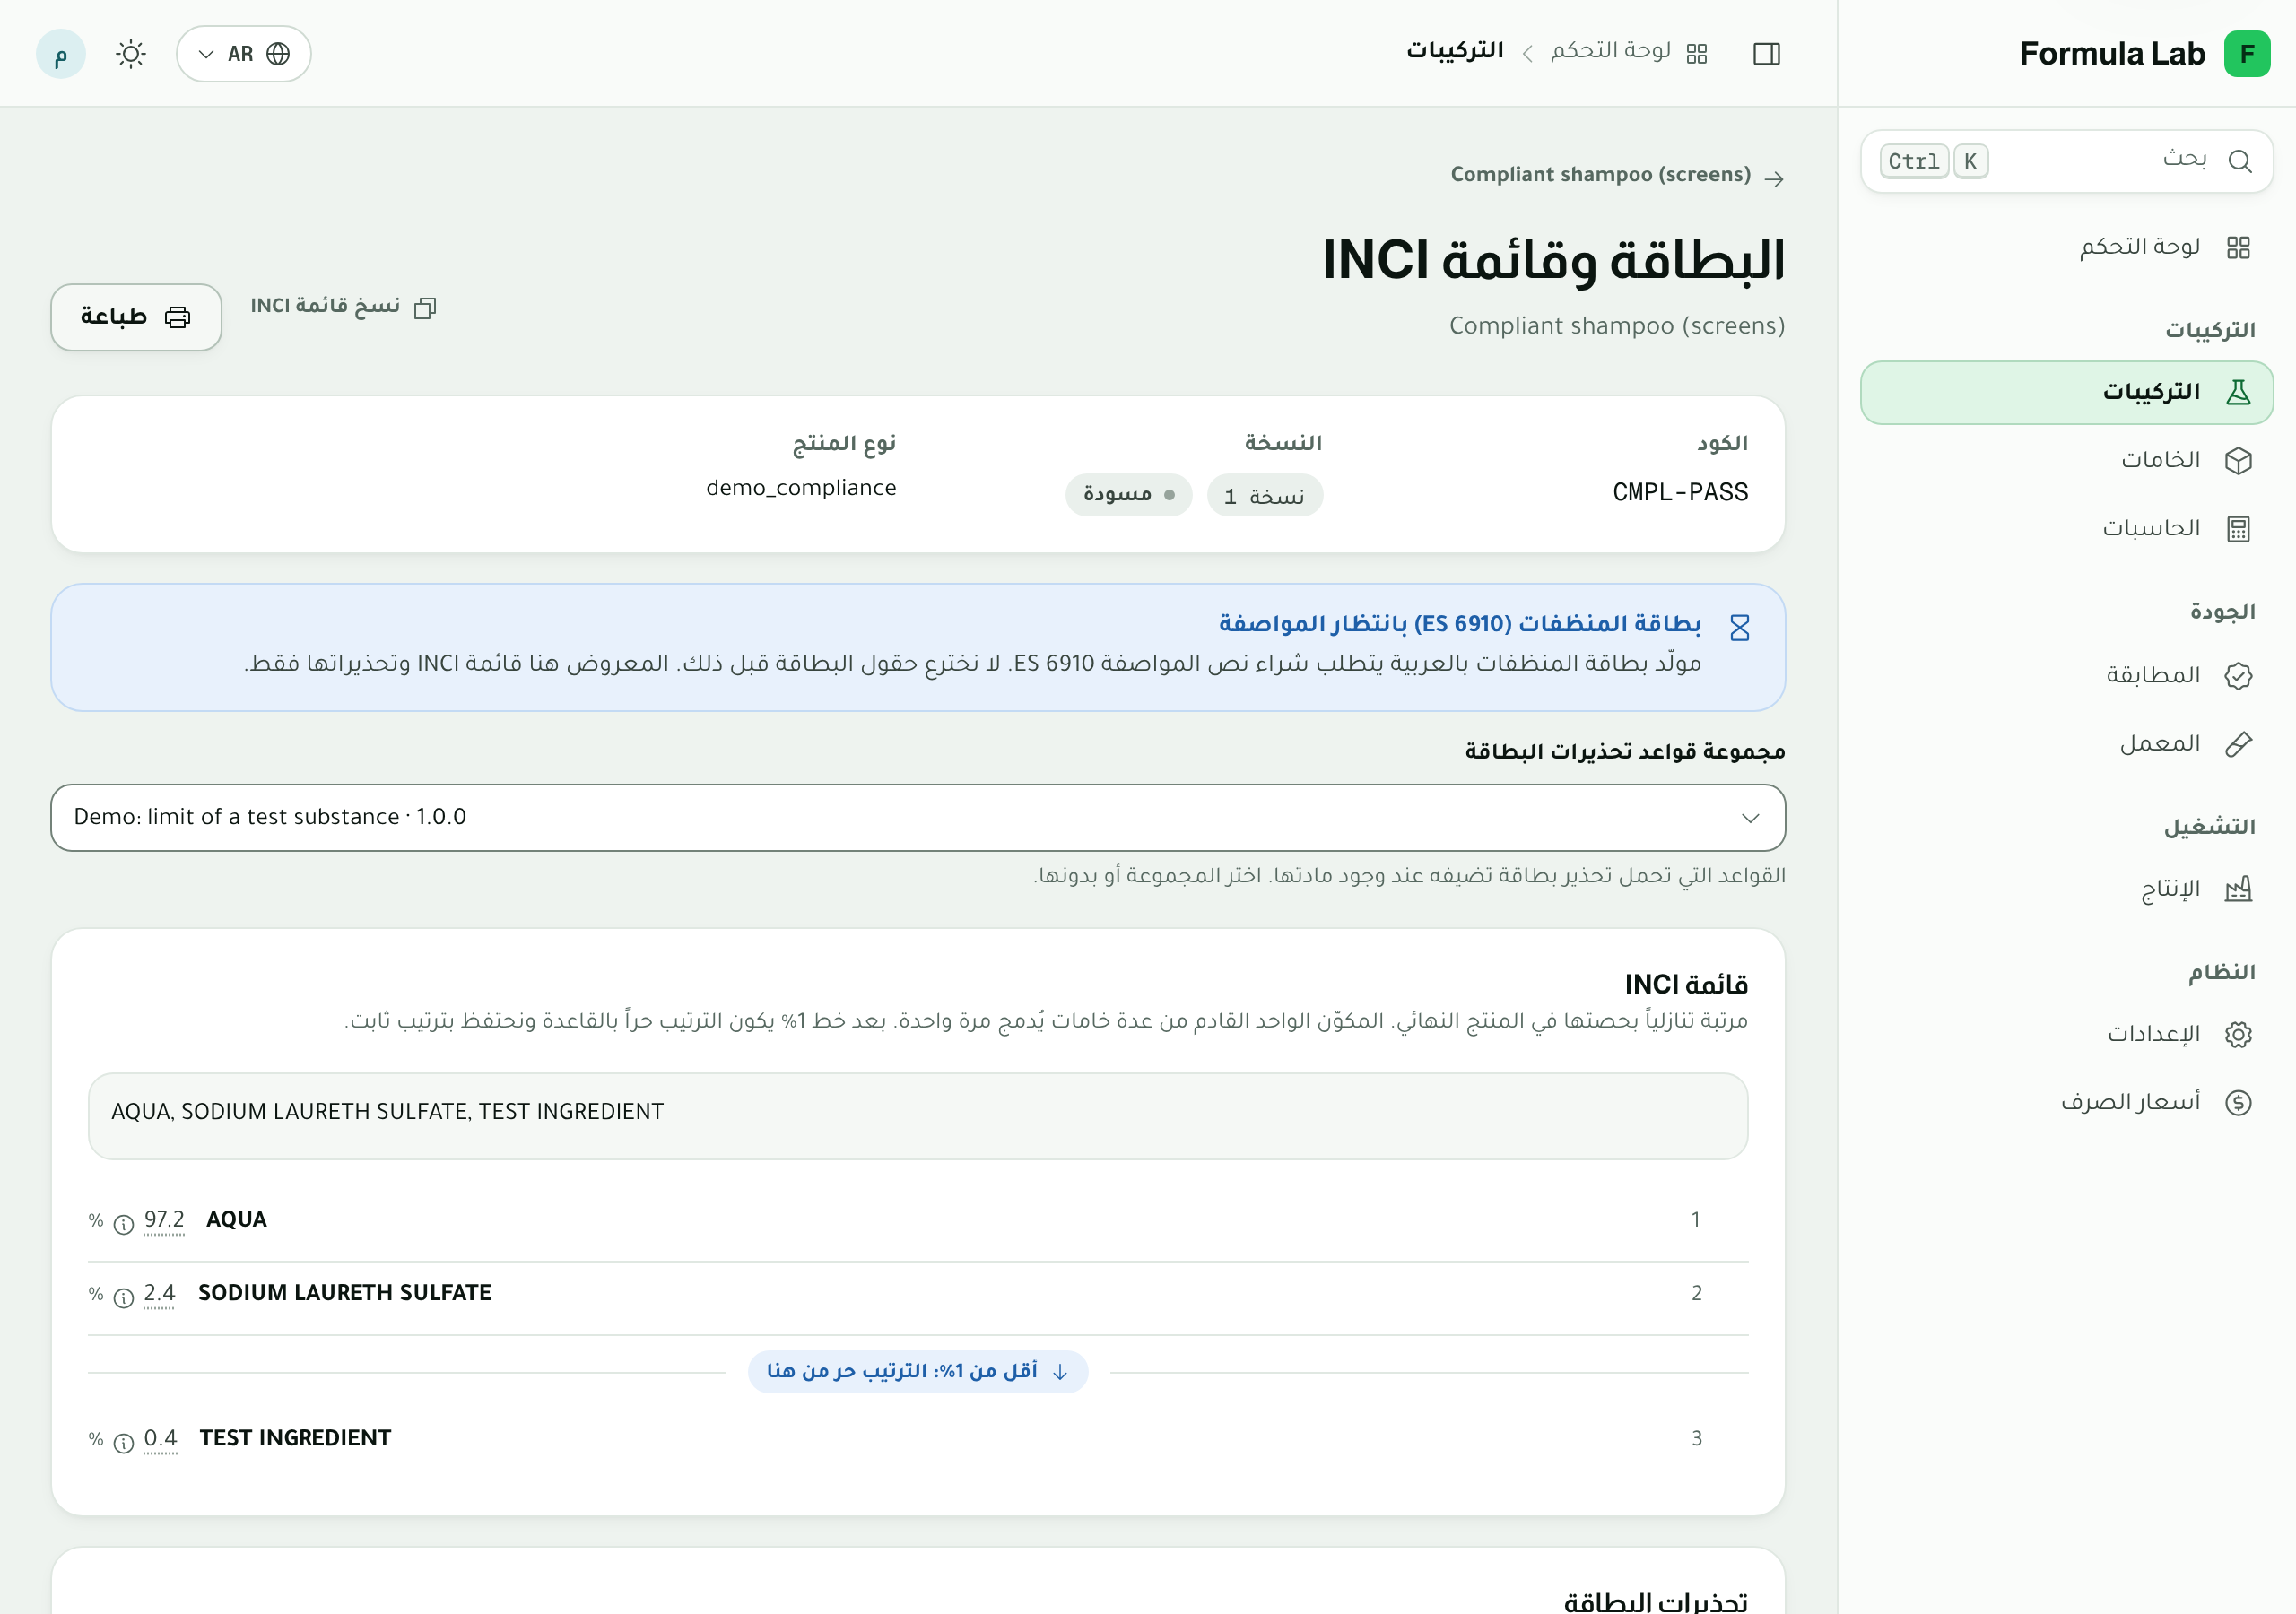 F Formula Lab
بحث
Ctrl K
لوحة التحكم
التركيبات
التركيبات
الخامات
الحاسبات
الجودة
المطابقة
المعمل
التشغيل
الإنتاج
النظام
الإعدادات
أسعار الصرف
لوحة التحكم
التركيبات
AR
م
Compliant shampoo (screens)
البطاقة وقائمة INCI
Compliant shampoo (screens)
نسخ قائمة INCI
طباعة
الكود
CMPL-PASS
النسخة
نسخة 1
مسودة
نوع المنتج
demo_compliance
بطاقة المنظفات (ES 6910) بانتظار المواصفة
مولّد بطاقة المنظفات بالعربية يتطلب شراء نص المواصفة ES 6910. لا نخترع حقول البطاقة قبل ذلك. المعروض هنا قائمة INCI وتحذيراتها فقط.
مجموعة قواعد تحذيرات البطاقة
Demo: limit of a test substance · 1.0.0
القواعد التي تحمل تحذير بطاقة تضيفه عند وجود مادتها. اختر المجموعة أو بدونها.
قائمة INCI
مرتبة تنازلياً بحصتها في المنتج النهائي. المكوّن الواحد القادم من عدة خامات يُدمج مرة واحدة. بعد خط 1% يكون الترتيب حراً بالقاعدة ونحتفظ بترتيب ثابت.
AQUA, SODIUM LAURETH SULFATE, TEST INGREDIENT
1 AQUA 97.2 %
2 SODIUM LAURETH SULFATE 2.4 %
أقل من 1%: الترتيب حر من هنا
3 TEST INGREDIENT 0.4 %
تحذيرات البطاقة